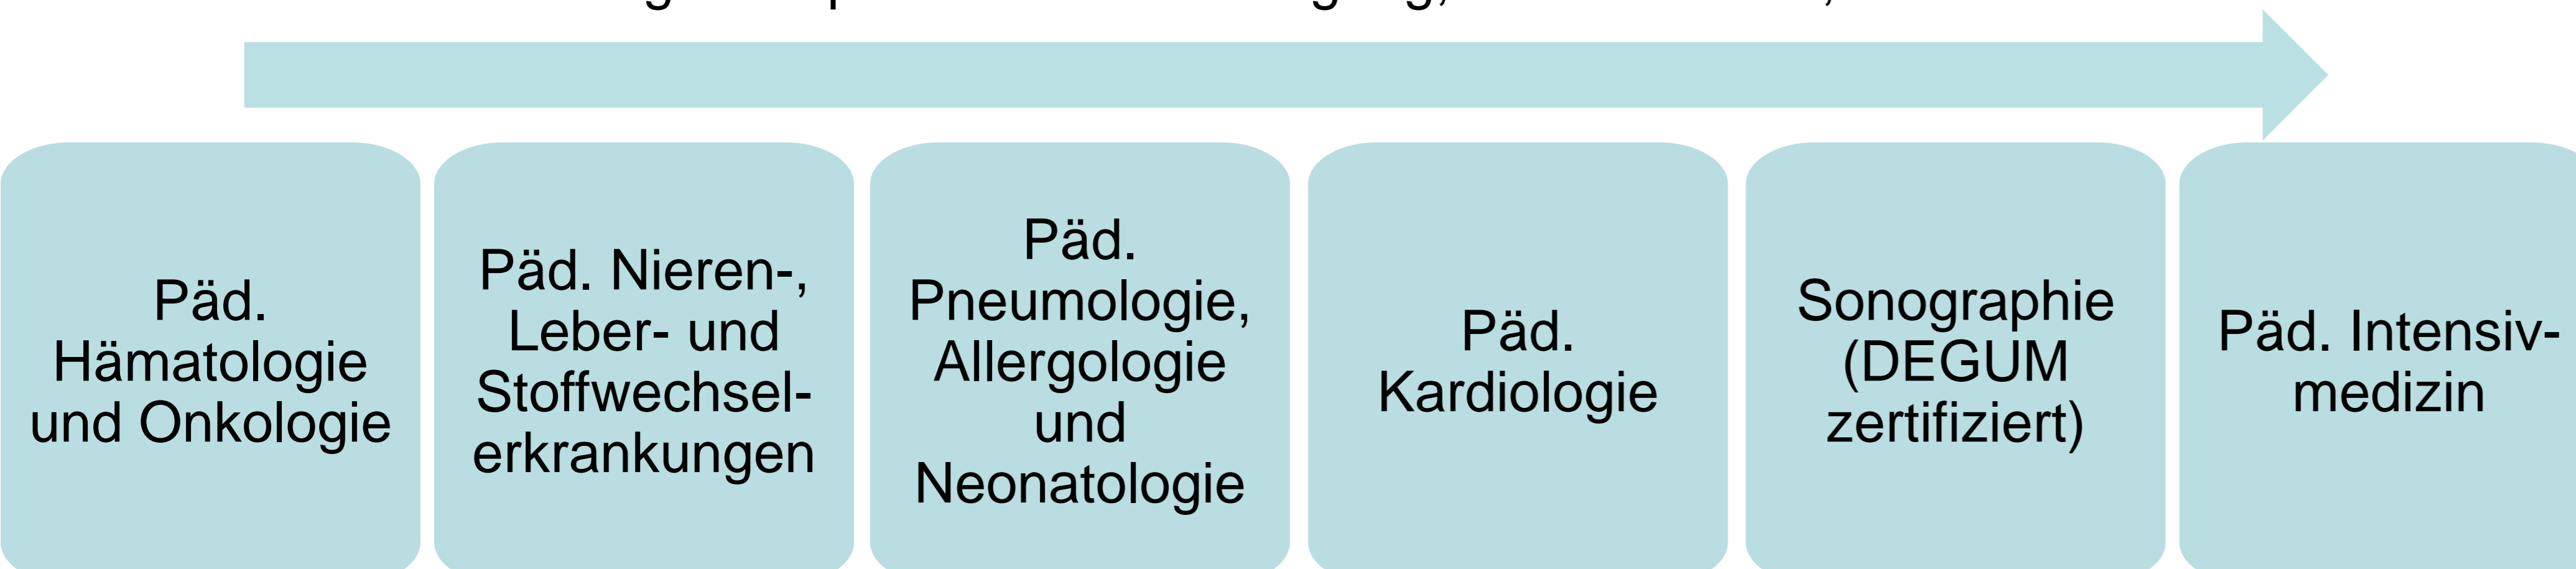 Päd.
Hämatologie
und Onkologie
Päd. Nieren-,
Leber- und
Stoffwechsel-
erkrankungen
Päd.
Pneumologie,
Allergologie
und
Neonatologie
Päd.
Kardiologie
Sonographie
(DEGUM
zertifiziert)
Päd. Intensiv-
medizin